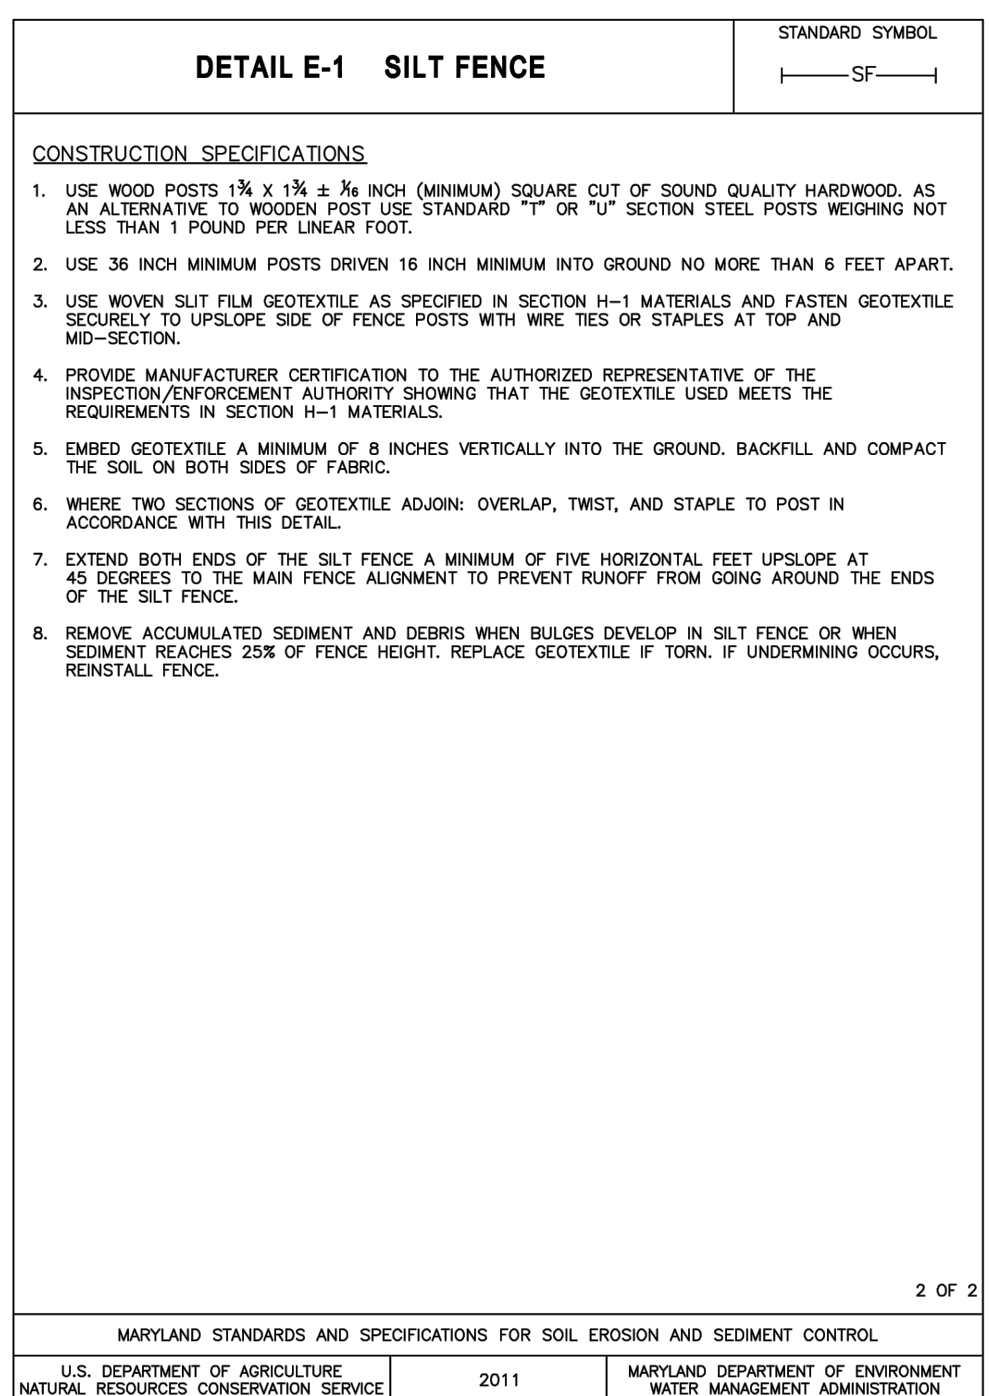 DETAIL E-1 SILT FENCE
STANDARD SYMBOL
SF
CONSTRUCTION SPECIFICATIONS
1. USE WOOD POSTS 1¾ X 1¾ ± 1⁄16 INCH (MINIMUM) SQUARE CUT OF SOUND QUALITY HARDWOOD. AS
AN ALTERNATIVE TO WOODEN POST USE STANDARD "T" OR "U" SECTION STEEL POSTS WEIGHING NOT
LESS THAN 1 POUND PER LINEAR FOOT.
2. USE 36 INCH MINIMUM POSTS DRIVEN 16 INCH MINIMUM INTO GROUND NO MORE THAN 6 FEET APART.
3. USE WOVEN SLIT FILM GEOTEXTILE AS SPECIFIED IN SECTION H-1 MATERIALS AND FASTEN GEOTEXTILE
SECURELY TO UPSLOPE SIDE OF FENCE POSTS WITH WIRE TIES OR STAPLES AT TOP AND
MID-SECTION.
4. PROVIDE MANUFACTURER CERTIFICATION TO THE AUTHORIZED REPRESENTATIVE OF THE
INSPECTION/ENFORCEMENT AUTHORITY SHOWING THAT THE GEOTEXTILE USED MEETS THE
REQUIREMENTS IN SECTION H-1 MATERIALS.
5. EMBED GEOTEXTILE A MINIMUM OF 8 INCHES VERTICALLY INTO THE GROUND. BACKFILL AND COMPACT
THE SOIL ON BOTH SIDES OF FABRIC.
6. WHERE TWO SECTIONS OF GEOTEXTILE ADJOIN: OVERLAP, TWIST, AND STAPLE TO POST IN
ACCORDANCE WITH THIS DETAIL.
7. EXTEND BOTH ENDS OF THE SILT FENCE A MINIMUM OF FIVE HORIZONTAL FEET UPSLOPE AT
45 DEGREES TO THE MAIN FENCE ALIGNMENT TO PREVENT RUNOFF FROM GOING AROUND THE ENDS
OF THE SILT FENCE.
8. REMOVE ACCUMULATED SEDIMENT AND DEBRIS WHEN BULGES DEVELOP IN SILT FENCE OR WHEN
SEDIMENT REACHES 25% OF FENCE HEIGHT. REPLACE GEOTEXTILE IF TORN. IF UNDERMINING OCCURS,
REINSTALL FENCE.
2 OF 2
MARYLAND STANDARDS AND SPECIFICATIONS FOR SOIL EROSION AND SEDIMENT CONTROL
U.S. DEPARTMENT OF AGRICULTURE
NATURAL RESOURCES CONSERVATION SERVICE
2011
MARYLAND DEPARTMENT OF ENVIRONMENT
WATER MANAGEMENT ADMINISTRATION